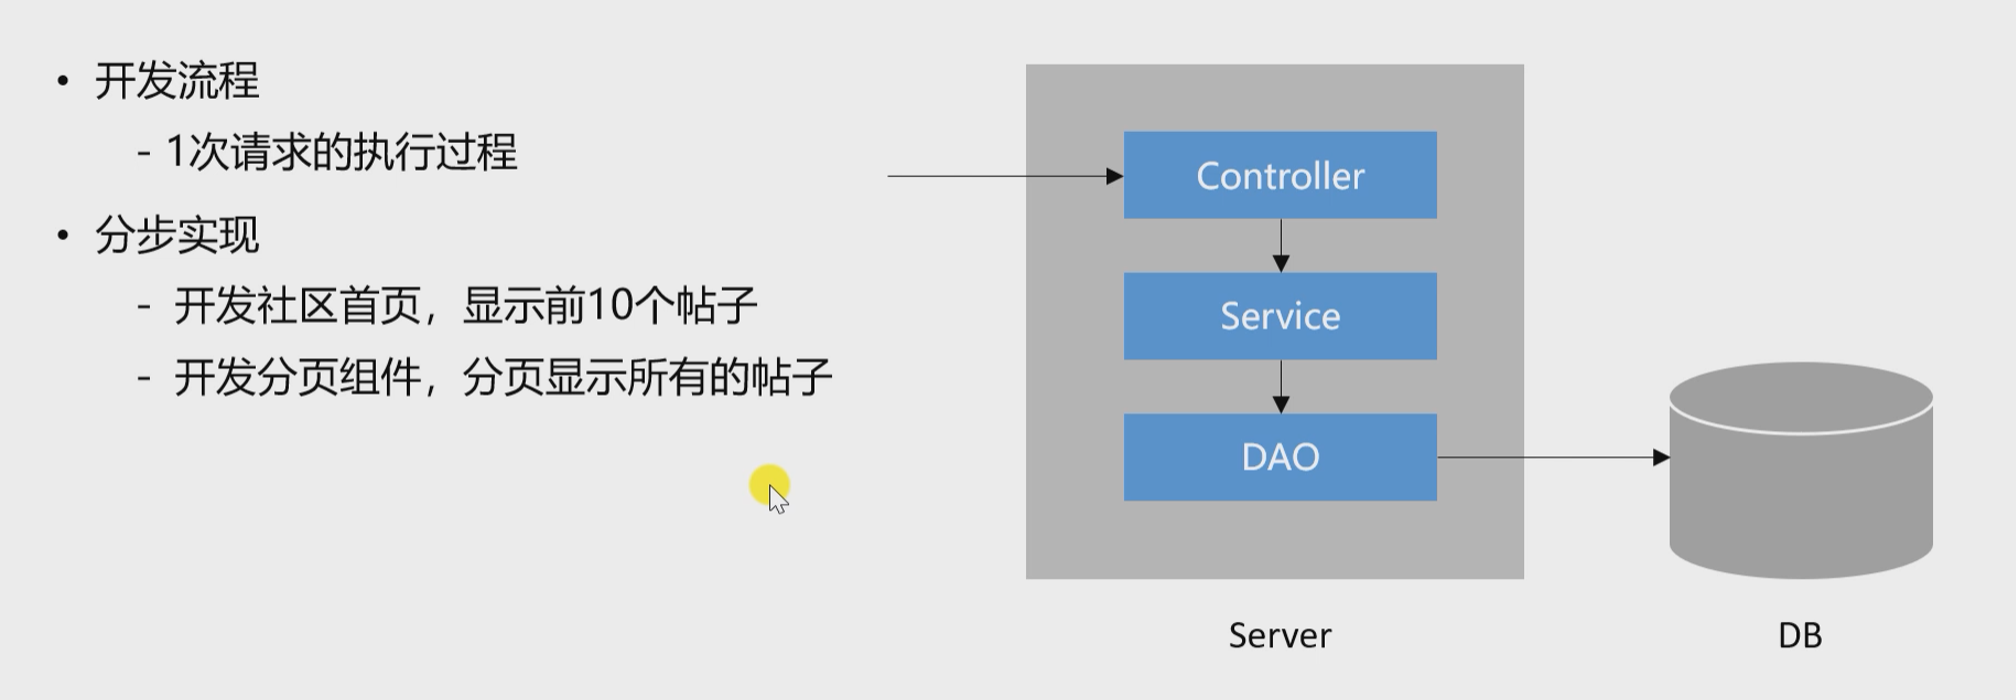 • 开发流程
- 1次请求的执行过程
• 分步实现
- 开发社区首页，显示前10个帖子
- 开发分页组件，分页显示所有的帖子
Controller
Service
DAO
Server
DB